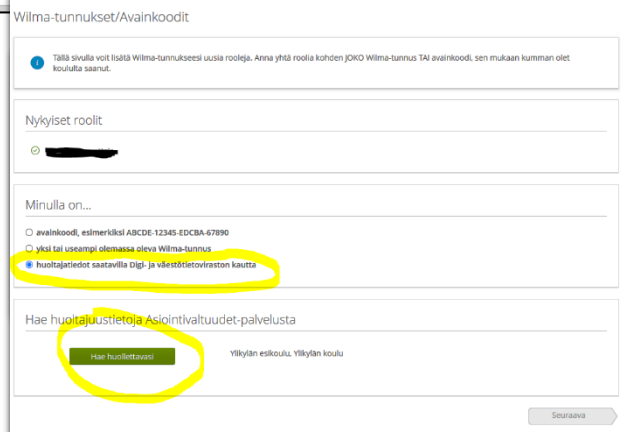 Wilma-tunnukset/Avainkoodit
Tällä sivulla voit lisätä Wilma-tunnukseesi uusia rooleja. Anna yhtä roolia kohden JOKO Wilma-tunnus TAI avainkoodi, sen mukaan kumman olet
koululta saanut.
Nykyiset roolit
Minulla on...
avainkoodi, esimerkiksi ABCDE-12345-EDCBA-67890
yksi tai useampi olemassa oleva Wilma-tunnus
huoltajatiedot saatavilla Digi- ja väestötietoviraston kautta
Hae huoltajuustietoja Asiointivaltuudet-palvelusta
Hae huollettavasi
Ylikylän esikoulu, Ylikylän koulu
Seuraava